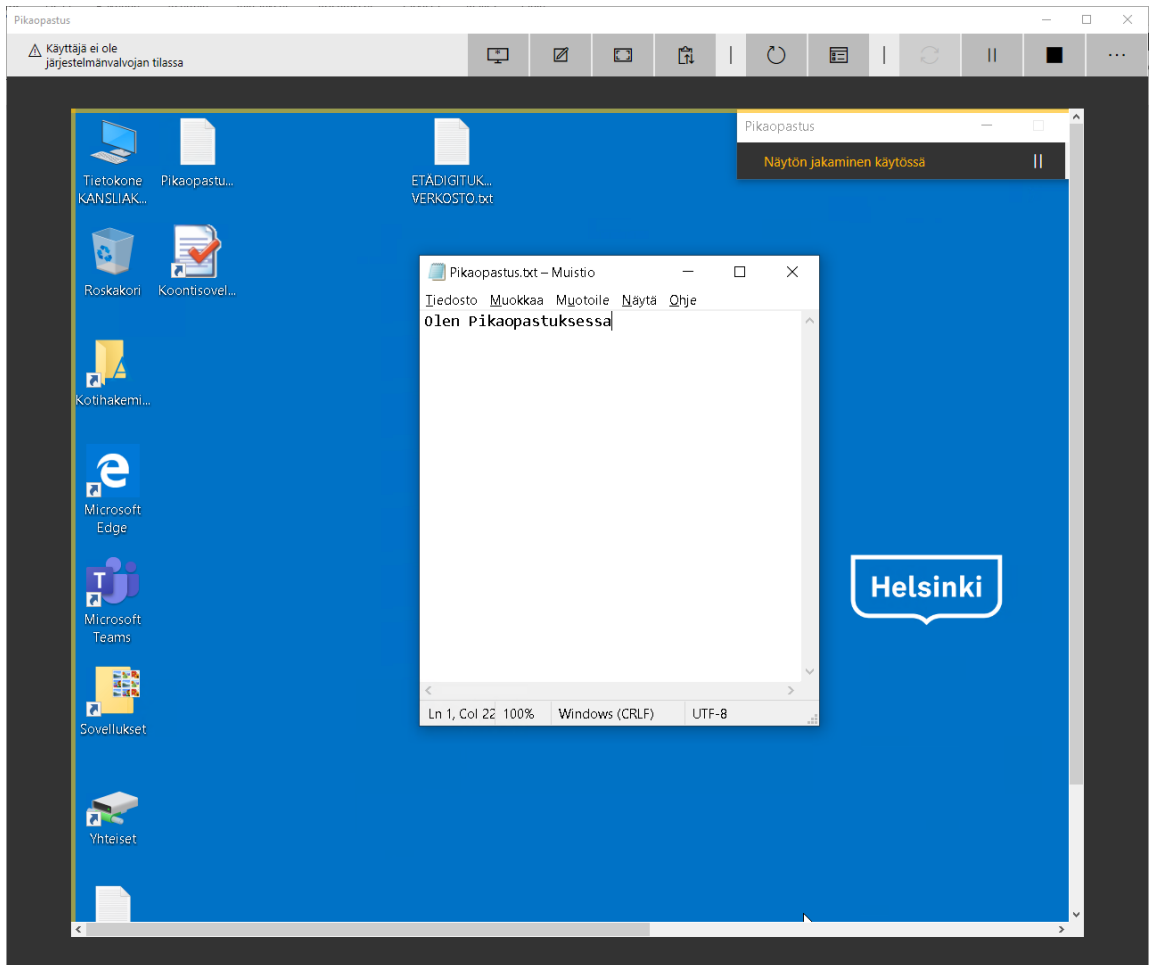 Pikaopastus
Käyttäjä ei ole
järjestelmänvalvojan tilassa
Pikaopastus
Näytön jakaminen käytössä
Tietokone
KANSLIAK...
Pikaopastu...
ETÄDIGITUK...
VERKOSTO.txt
Roskakori
Koontisovel...
Kotihakemi...
Microsoft
Edge
Microsoft
Teams
Sovellukset
Yhteiset
Pikaopastus.txt – Muistio
Tiedosto Muokkaa Muotoile Näytä Ohje
Olen Pikaopastuksessa
Ln 1, Col 22 100% Windows (CRLF) UTF-8
Helsinki